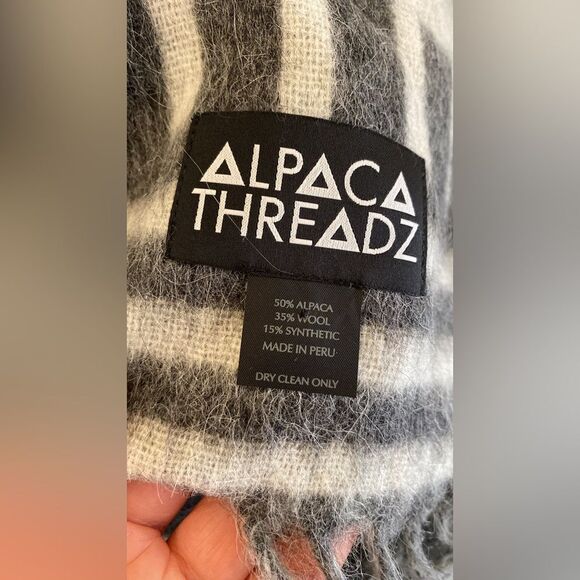 ALPACA
THREADZ
50% ALPACA
35% WOOL
15% SYNTHETIC
MADE IN PERU
DRY CLEAN ONLY